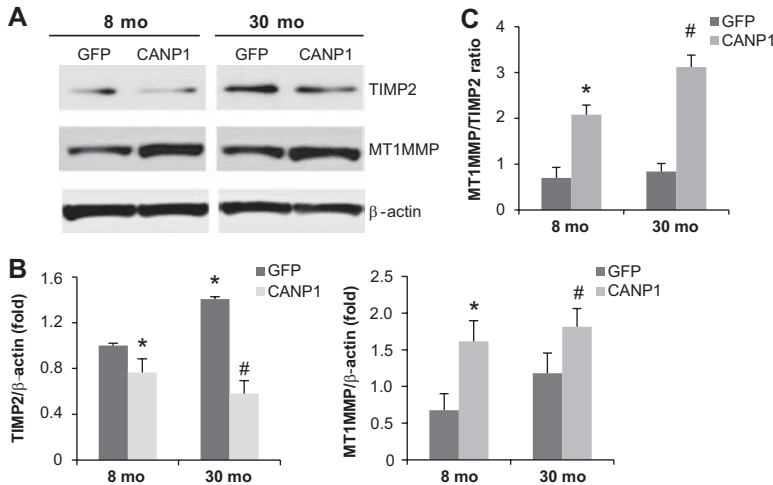 A
8 mo 30 mo
GFP CANP1 GFP CANP1
TIMP2
MT1MMP
β-actin
B
TIMP2/β-actin (fold)
1.6
1.2
0.8
0.4
0
GFP
CANP1
*
*
#
8 mo 30 mo
MT1MMP/β-actin (fold)
2.5
2.0
1.5
1.0
0.5
0.0
GFP
CANP1
*
#
8 mo 30 mo
C
MT1MMP/TIMP2 ratio
4
3
2
1
0
GFP
CANP1
*
#
8 mo 30 mo